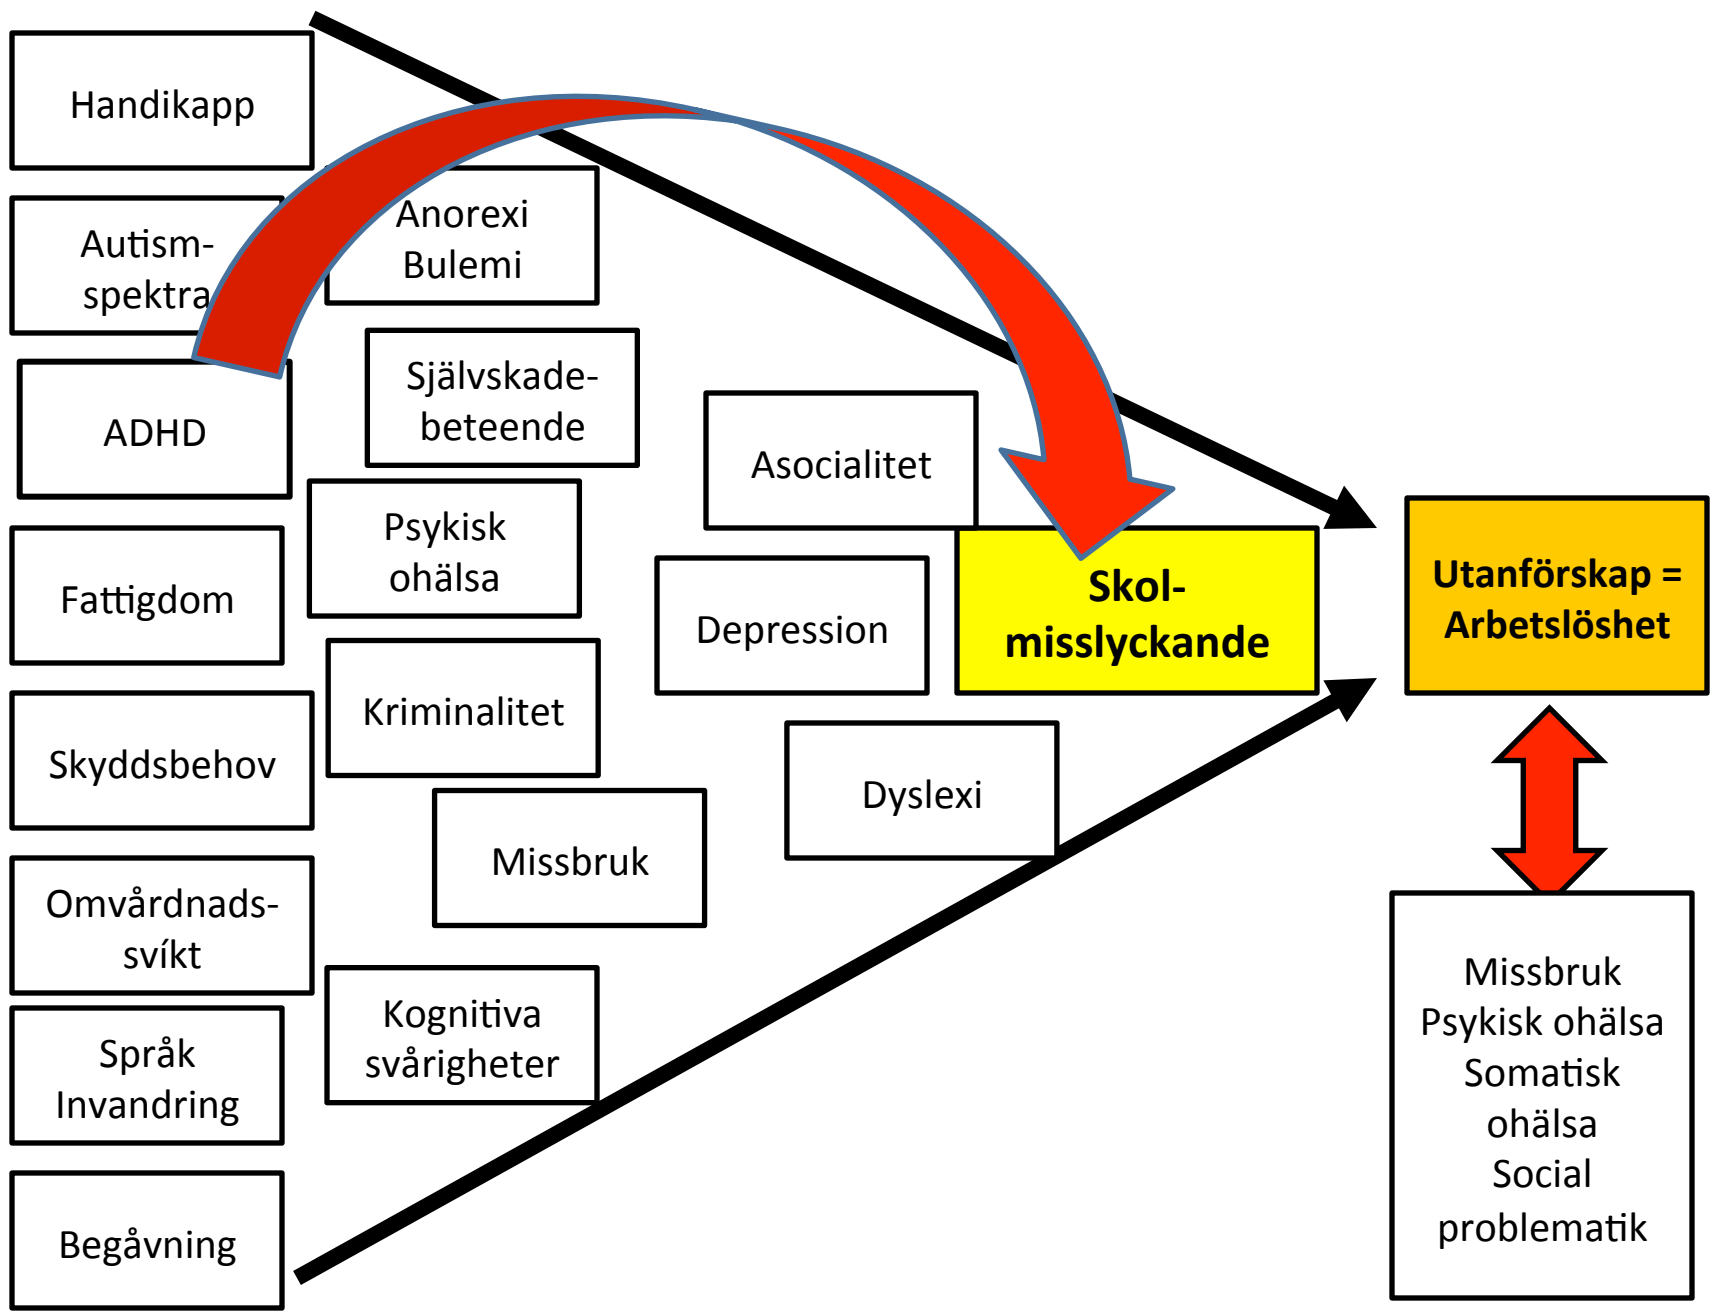 Handikapp
Autism-
spektra
ADHD
Fattigdom
Skyddsbehov
Omvårdnads-
svíkt
Språk
Invandring
Begåvning
Anorexi
Bulemi
Självskade-
beteende
Psykisk
ohälsa
Kriminalitet
Missbruk
Kognitiva
svårigheter
Asocialitet
Depression
Dyslexi
Skol-
misslyckande
Utanförskap =
Arbetslöshet
Missbruk
Psykisk ohälsa
Somatisk
ohälsa
Social
problematik